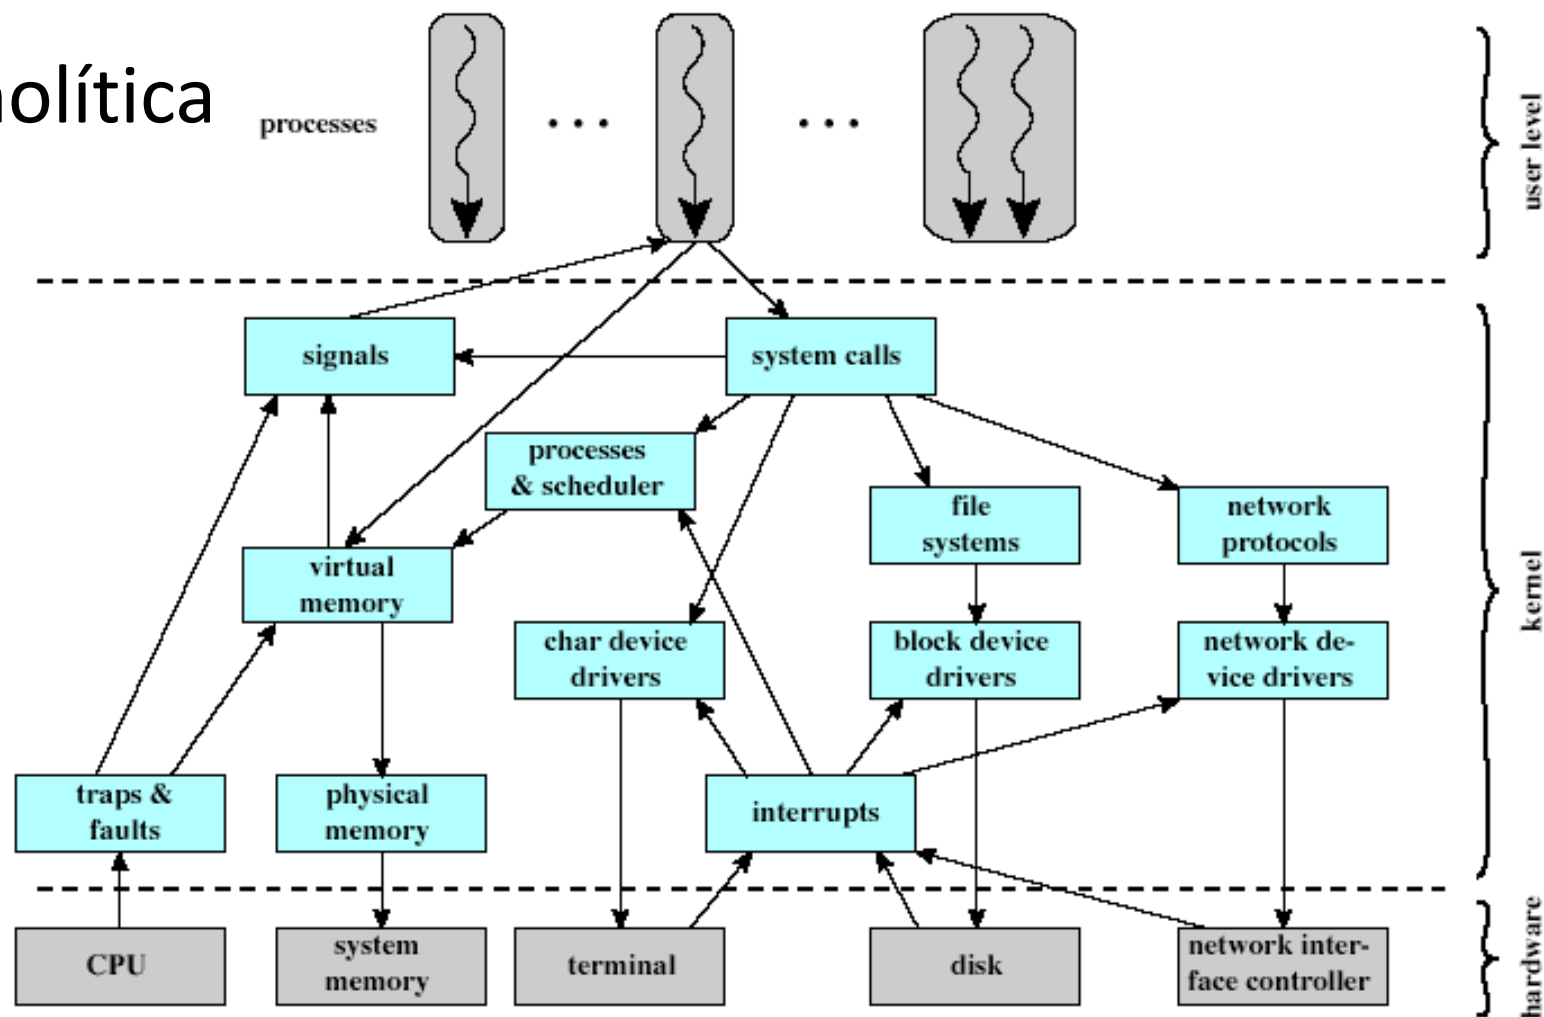 nolítica
processes
user level
signals
system calls
processes
& scheduler
file
systems
network
protocols
virtual
memory
char device
drivers
block device
drivers
network de-
vice drivers
kernel
traps &
faults
physical
memory
interrupts
CPU
system
memory
terminal
disk
network inter-
face controller
hardware